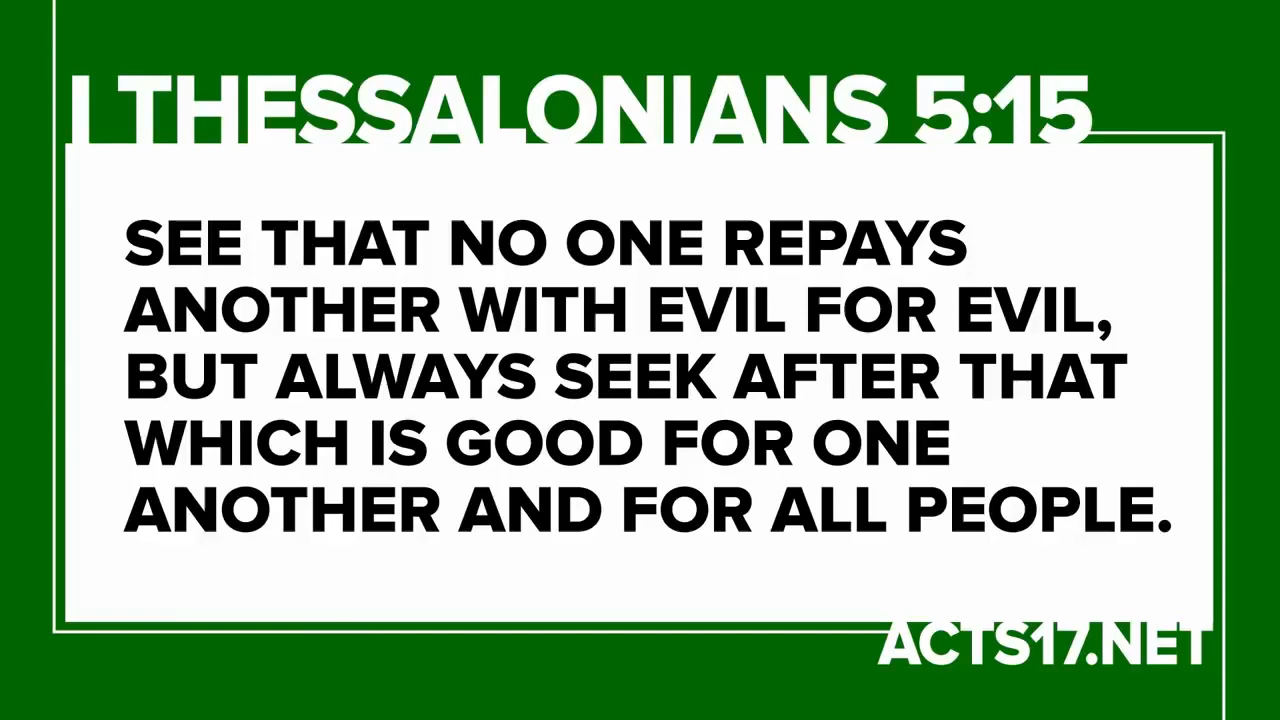 I THESSALONIANS 5:15
SEE THAT NO ONE REPAYS
ANOTHER WITH EVIL FOR EVIL,
BUT ALWAYS SEEK AFTER THAT
WHICH IS GOOD FOR ONE
ANOTHER AND FOR ALL PEOPLE.
ACTS17.NET